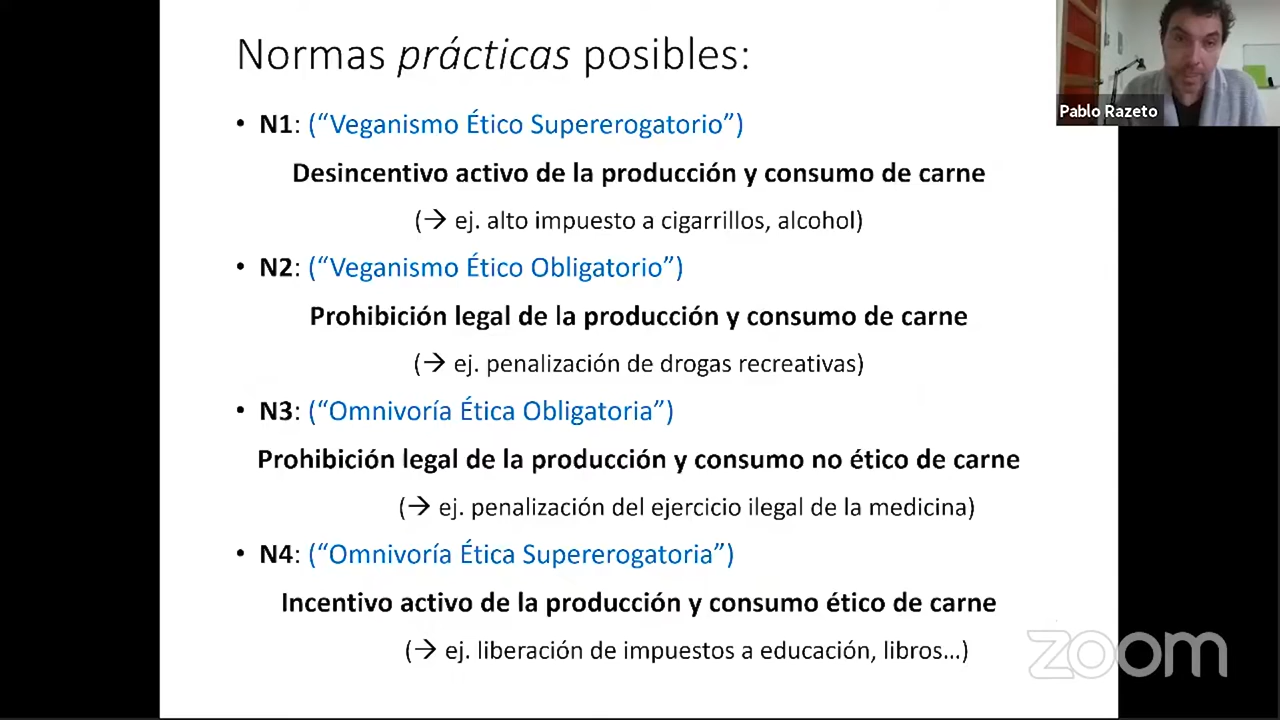 Normas prácticas posibles:
Pablo Razeto
• N1: (“Veganismo Ético Supererogatorio”)
Desincentivo activo de la producción y consumo de carne
(→ ej. alto impuesto a cigarrillos, alcohol)
• N2: (“Veganismo Ético Obligatorio”)
Prohibición legal de la producción y consumo de carne
(→ ej. penalización de drogas recreativas)
• N3: (“Omnivoría Ética Obligatoria”)
Prohibición legal de la producción y consumo no ético de carne
(→ ej. penalización del ejercicio ilegal de la medicina)
• N4: (“Omnivoría Ética Supererogatoria”)
Incentivo activo de la producción y consumo ético de carne
(→ ej. liberación de impuestos a educación, libros…)
zoom